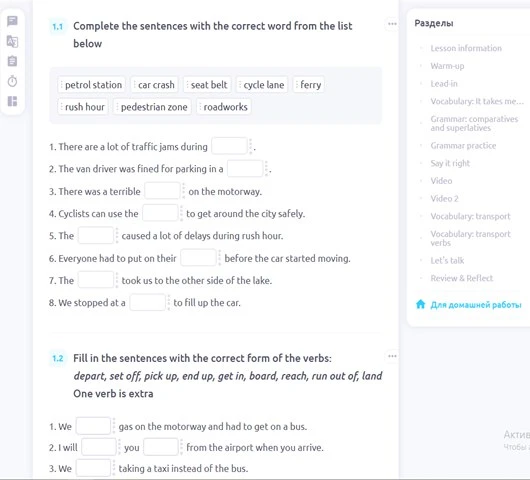 1.1 Complete the sentences with the correct word from the list
below
petrol station car crash seat belt cycle lane ferry
rush hour pedestrian zone roadworks
1. There are a lot of traffic jams during .
2. The van driver was fined for parking in a .
3. There was a terrible on the motorway.
4. Cyclists can use the to get around the city safely.
5. The caused a lot of delays during rush hour.
6. Everyone had to put on their before the car started moving.
7. The took us to the other side of the lake.
8. We stopped at a to fill up the car.
1.2 Fill in the sentences with the correct form of the verbs:
depart, set off, pick up, end up, get in, board, reach, run out of, land
One verb is extra
1. We gas on the motorway and had to get on a bus.
2. I will you from the airport when you arrive.
3. We taking a taxi instead of the bus.
Разделы
Lesson information
Warm-up
Lead-in
Vocabulary: It takes me...
Grammar: comparatives
and superlatives
Grammar practice
Say it right
Video
Video 2
Vocabulary: transport
Vocabulary: transport
verbs
Let's talk
Review & Reflect
Для домашней работы
Актив
Чтобы